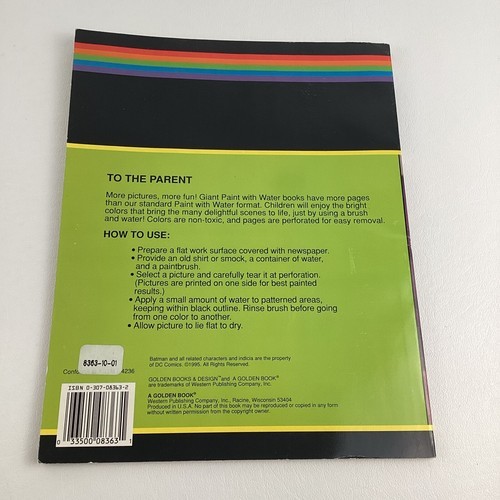 TO THE PARENT
More pictures, more fun! Giant Paint with Water books have more pages
than our standard Paint with Water format. Children will enjoy the bright
colors that bring the many delightful scenes to life, just by using a brush
and water! Colors are non-toxic, and pages are perforated for easy removal.
HOW TO USE:
• Prepare a flat work surface covered with newspaper.
• Provide an old shirt or smock, a container of water,
and a paintbrush.
• Select a picture and carefully tear it at perforation.
(Pictures are printed on one side for best painted
results.)
• Apply a small amount of water to patterned areas,
keeping within black outline. Rinse brush before going
from one color to another.
• Allow picture to lie flat to dry.
8363-10-01
4236
Batman and all related characters and indicia are the property
of DC Comics. ©1995. All Rights Reserved.
GOLDEN BOOKS & DESIGN™ and A GOLDEN BOOK®
are trademarks of Western Publishing Company, Inc.
A GOLDEN BOOK®
Western Publishing Company, Inc., Racine, Wisconsin 53404
Produced in U.S.A. No part of this book may be reproduced or copied in any form
without written permission from the copyright owner.
ISBN 0-307-08363-2
0 33500 08363 1